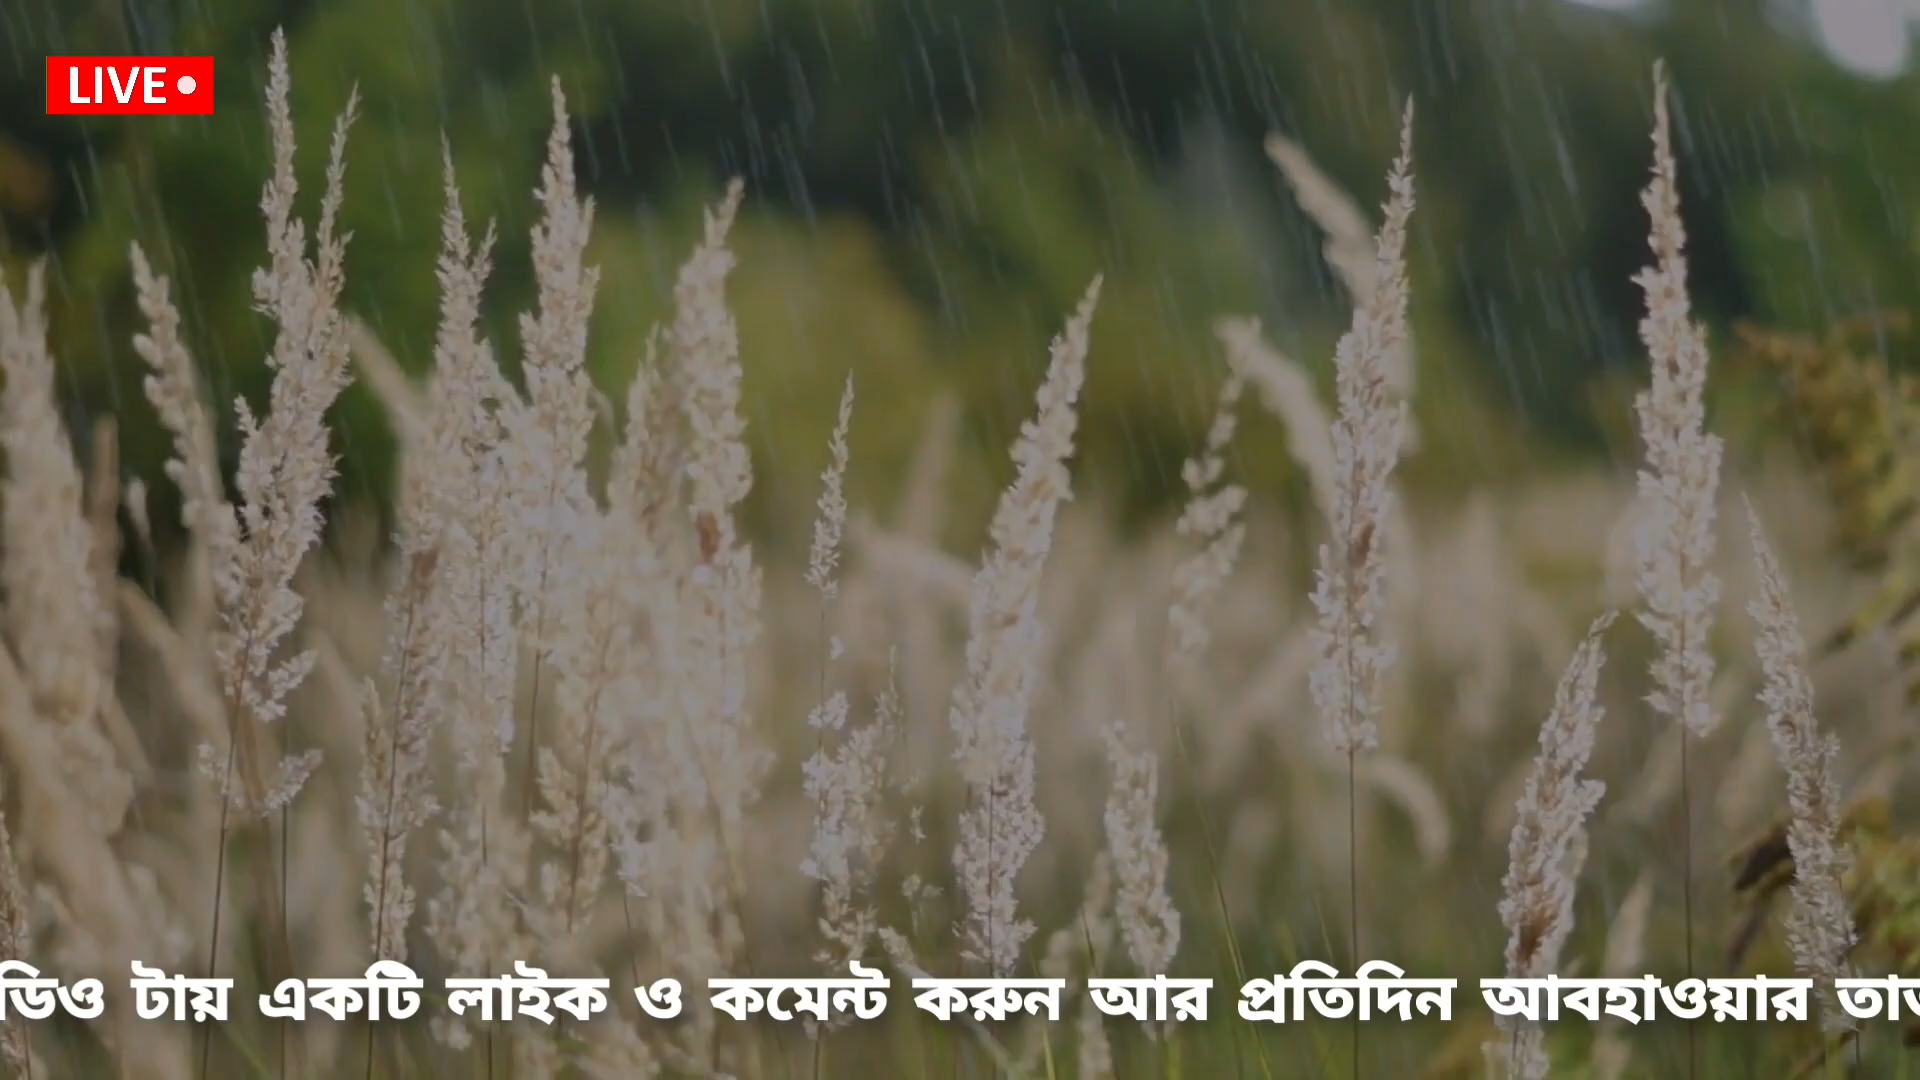 LIVE
টায় একটি লাইক ও কমেন্ট করুন আর প্রতিদিন আবহাওয়ার